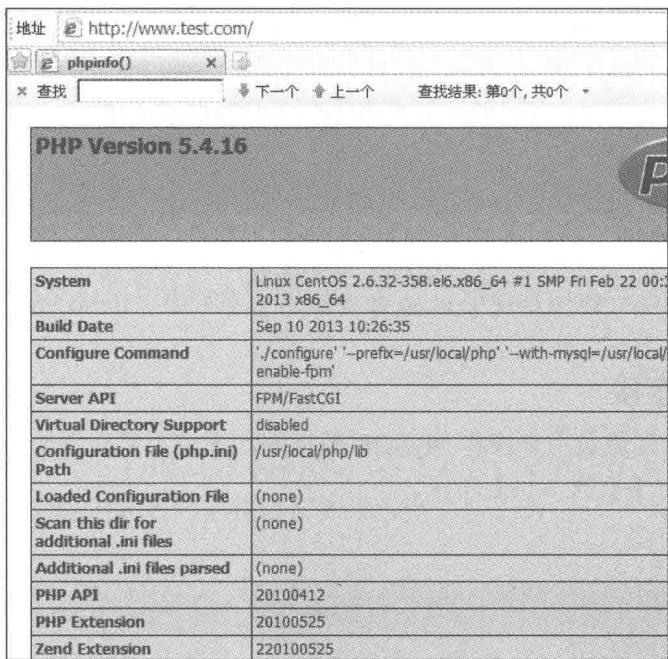 地址 http://www.test.com/
phpinfo()
× 查找 下一个 上一个 查找结果: 第0个, 共0个
PHP Version 5.4.16
P
System Linux CentOS 2.6.32-358.el6.x86_64 #1 SMP Fri Feb 22 00:
2013 x86_64
Build Date Sep 10 2013 10:26:35
Configure Command './configure' '--prefix=/usr/local/php' '--with-mysql=/usr/local/
enable-fpm'
Server API FPM/FastCGI
Virtual Directory Support disabled
Configuration File (php.ini) /usr/local/php/lib
Path
Loaded Configuration File (none)
Scan this dir for (none)
additional .ini files
Additional .ini files parsed (none)
PHP API 20100412
PHP Extension 20100525
Zend Extension 220100525